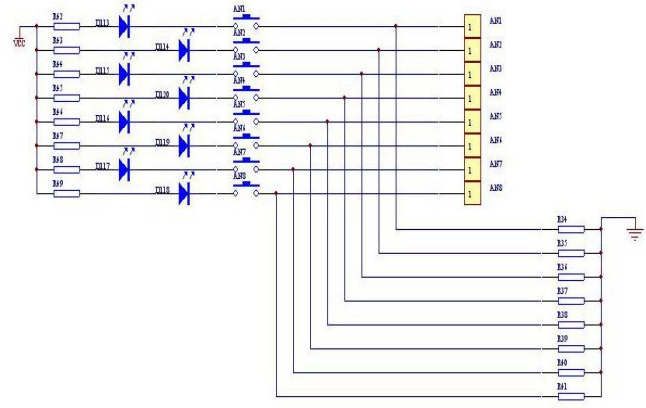 VCC
R62 D113 AN1 AN1
R63 D114 AN2 AN2
R64 D115 AN3 AN3
R65 D120 AN4 AN4
R66 D116 AN5 AN5
R67 D119 AN6 AN6
R68 D117 AN7 AN7
R69 D118 AN8 AN8
1
1
1
1
1
1
1
1
R34
R35
R36
R37
R38
R39
R60
R61